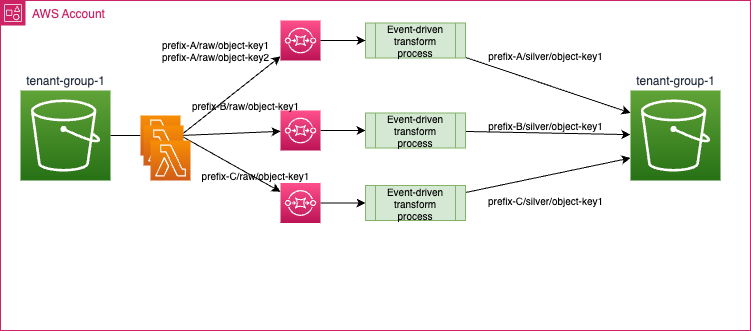 AWS Account
tenant-group-1
prefix-A/raw/object-key1
prefix-A/raw/object-key2
prefix-B/raw/object-key1
prefix-C/raw/object-key1
Event-driven
transform
process
Event-driven
transform
process
Event-driven
transform
process
prefix-A/silver/object-key1
prefix-B/silver/object-key1
prefix-C/silver/object-key1
tenant-group-1